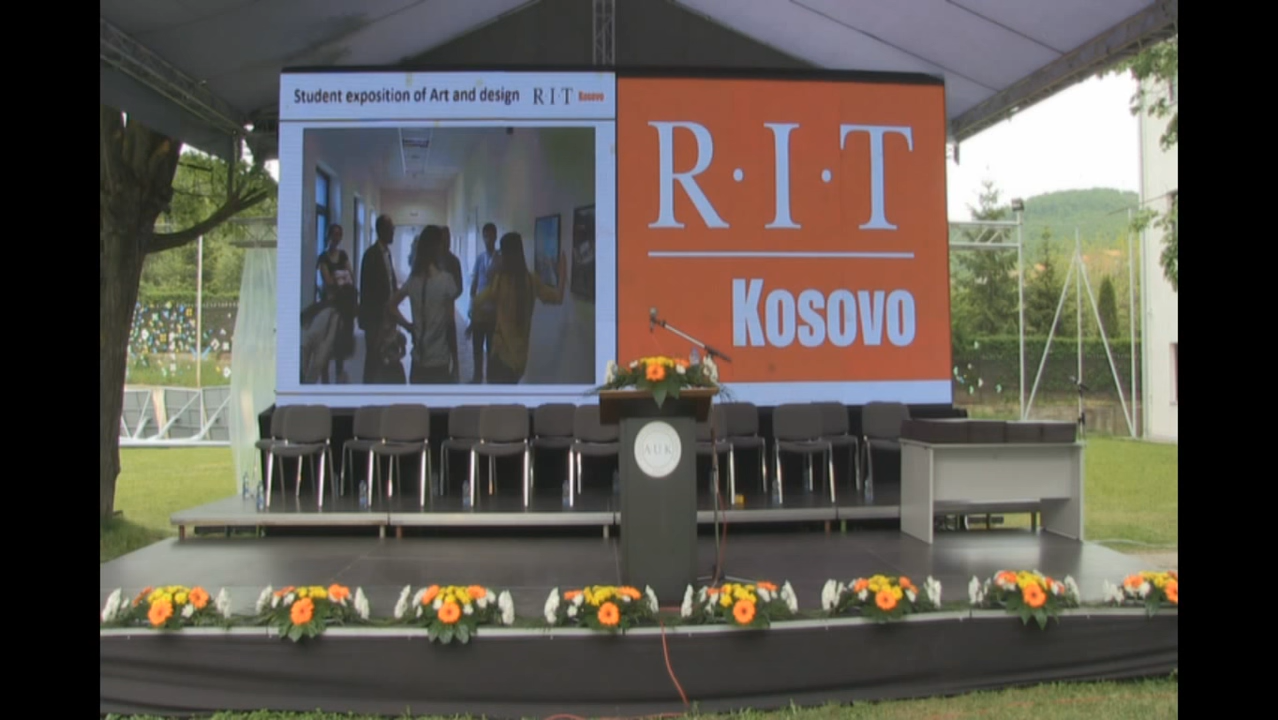 Student exposition of Art and design
R I T Kosovo
R·I·T
Kosovo
AUK